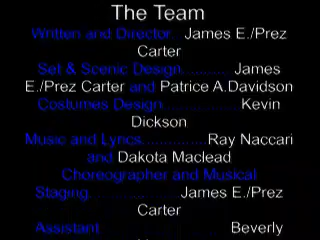 The Team
Written and Director.. James E./Prez
Carter
Set & Scenic Design.......... James
E./Prez Carter and Patrice A.Davidson
Costumes Design................ Kevin
Dickson
Music and Lyrics..............Ray Naccari
and Dakota Maclead
Choreographer and Musical
Staging.................. James E./Prez
Carter
Assistant Beverly